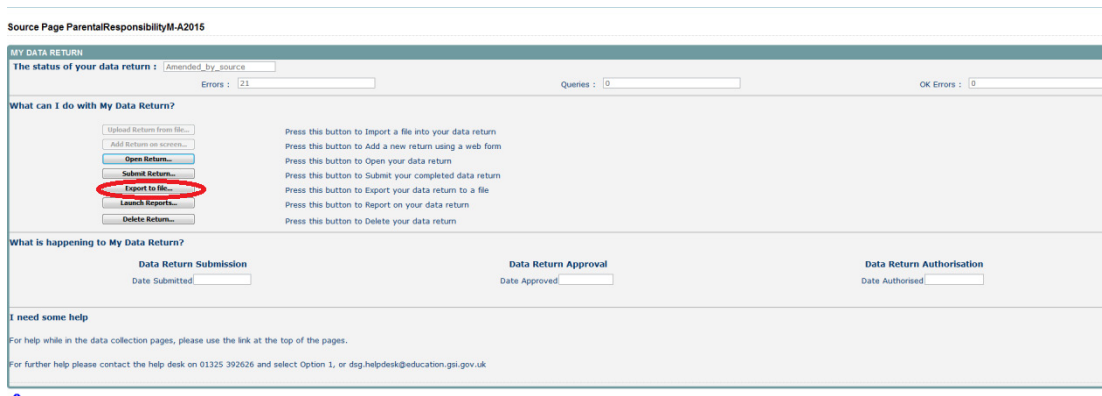 Source Page ParentalResponsibilityM-A2015
MY DATA RETURN
The status of your data return : Amended_by_source
Errors : 21 Queries : 0 OK Errors : 0
What can I do with My Data Return?
Upload Return from file... Press this button to Import a file into your data return
Add Return on screen... Press this button to Add a new return using a web form
Open Return... Press this button to Open your data return
Submit Return... Press this button to Submit your completed data return
Export to file... Press this button to Export your data return to a file
Launch Reports... Press this button to Report on your data return
Delete Return... Press this button to Delete your data return
What is happening to My Data Return?
Data Return Submission Data Return Approval Data Return Authorisation
Date Submitted Date Approved Date Authorised
I need some help
For help while in the data collection pages, please use the link at the top of the pages.
For further help please contact the help desk on 01325 392626 and select Option 1, or dsg.helpdesk@education.gsi.gov.uk